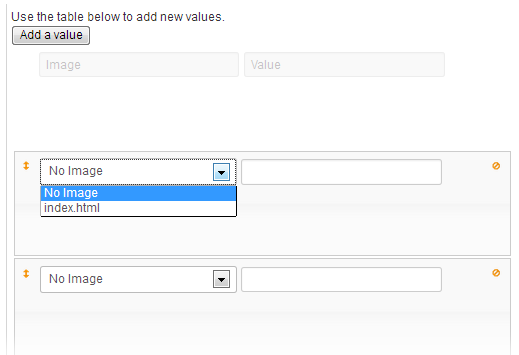 Use the table below to add new values.
Add a value
Image Value
No Image
No Image
index.html
No Image